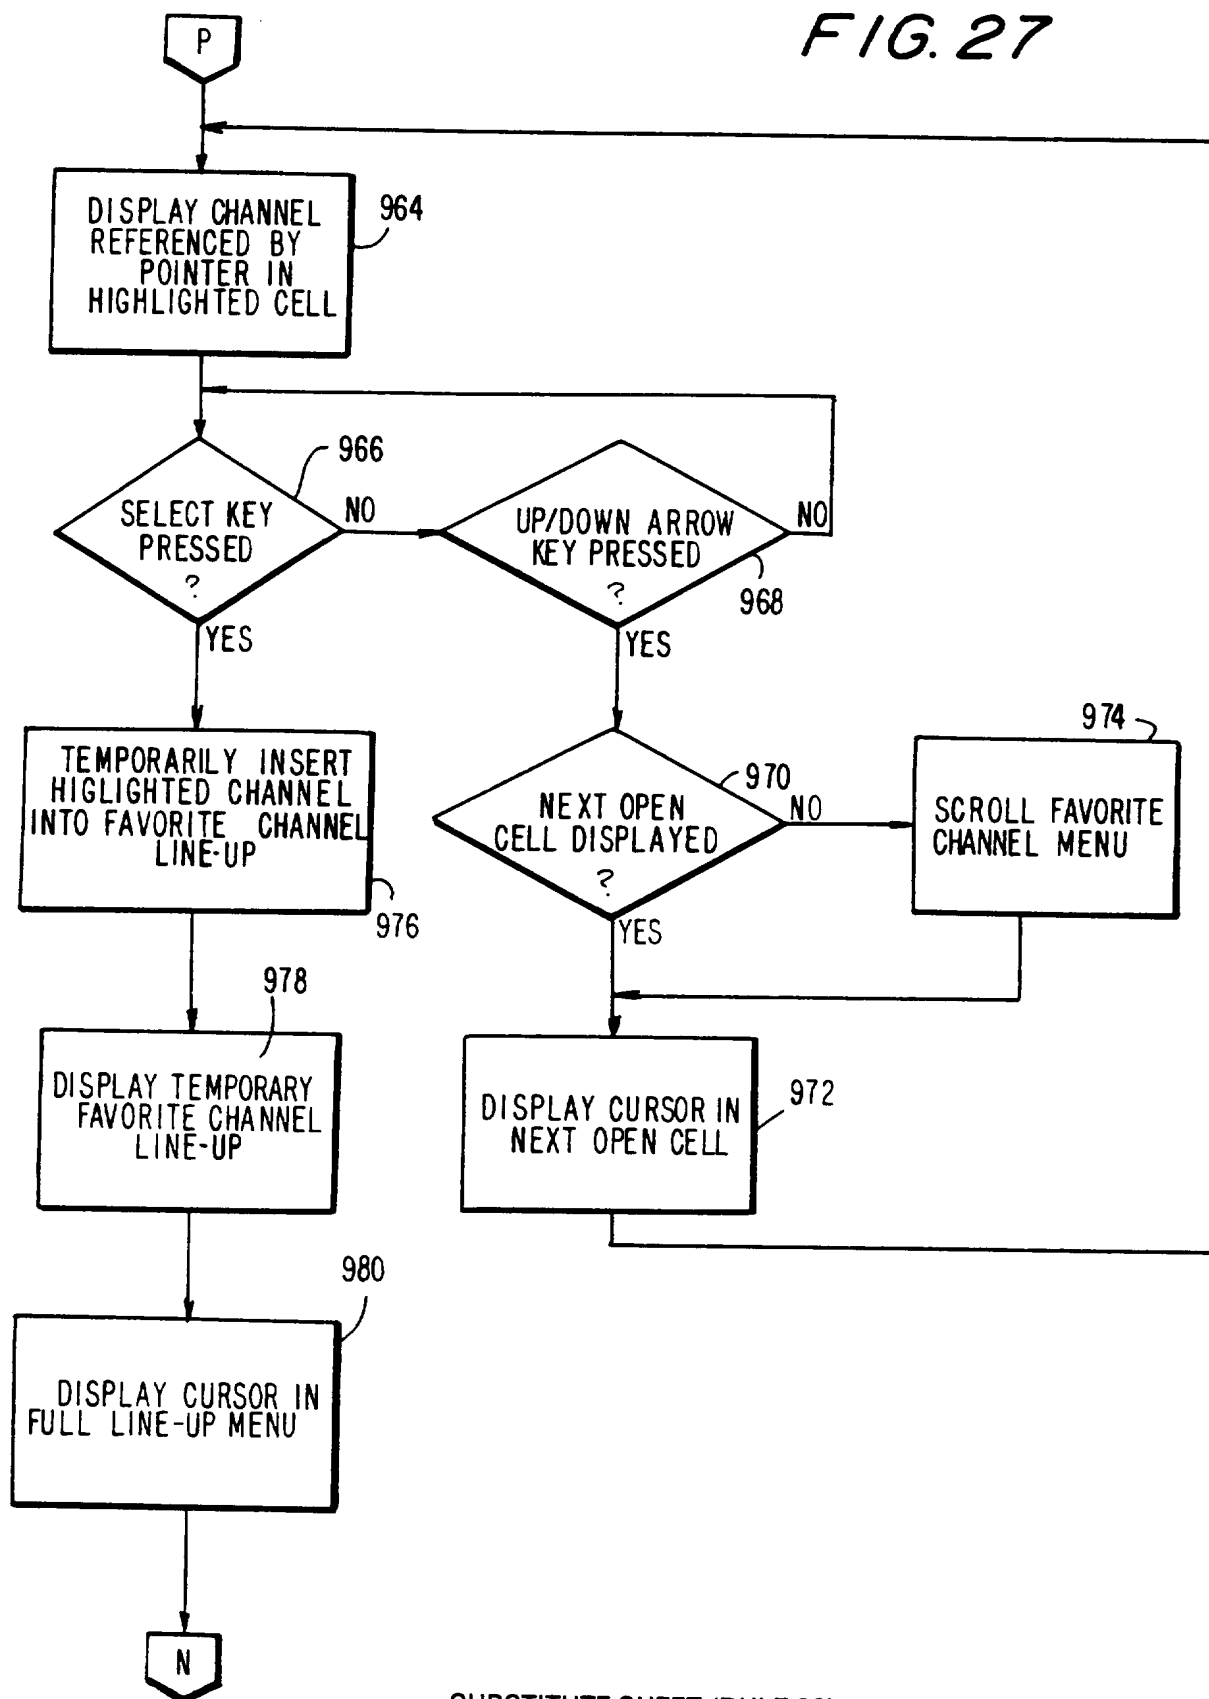 FIG. 27
P
DISPLAY CHANNEL
REFERENCED BY
POINTER IN
HIGHLIGHTED CELL
964
SELECT KEY
PRESSED
?
966
NO
YES
UP/DOWN ARROW
KEY PRESSED
?
968
NO
YES
TEMPORARILY INSERT
HIGLIGHTED CHANNEL
INTO FAVORITE CHANNEL
LINE-UP
976
NEXT OPEN
CELL DISPLAYED
?
970
NO
YES
974
SCROLL FAVORITE
CHANNEL MENU
978
DISPLAY TEMPORARY
FAVORITE CHANNEL
LINE-UP
DISPLAY CURSOR IN
NEXT OPEN CELL
972
980
DISPLAY CURSOR IN
FULL LINE-UP MENU
N